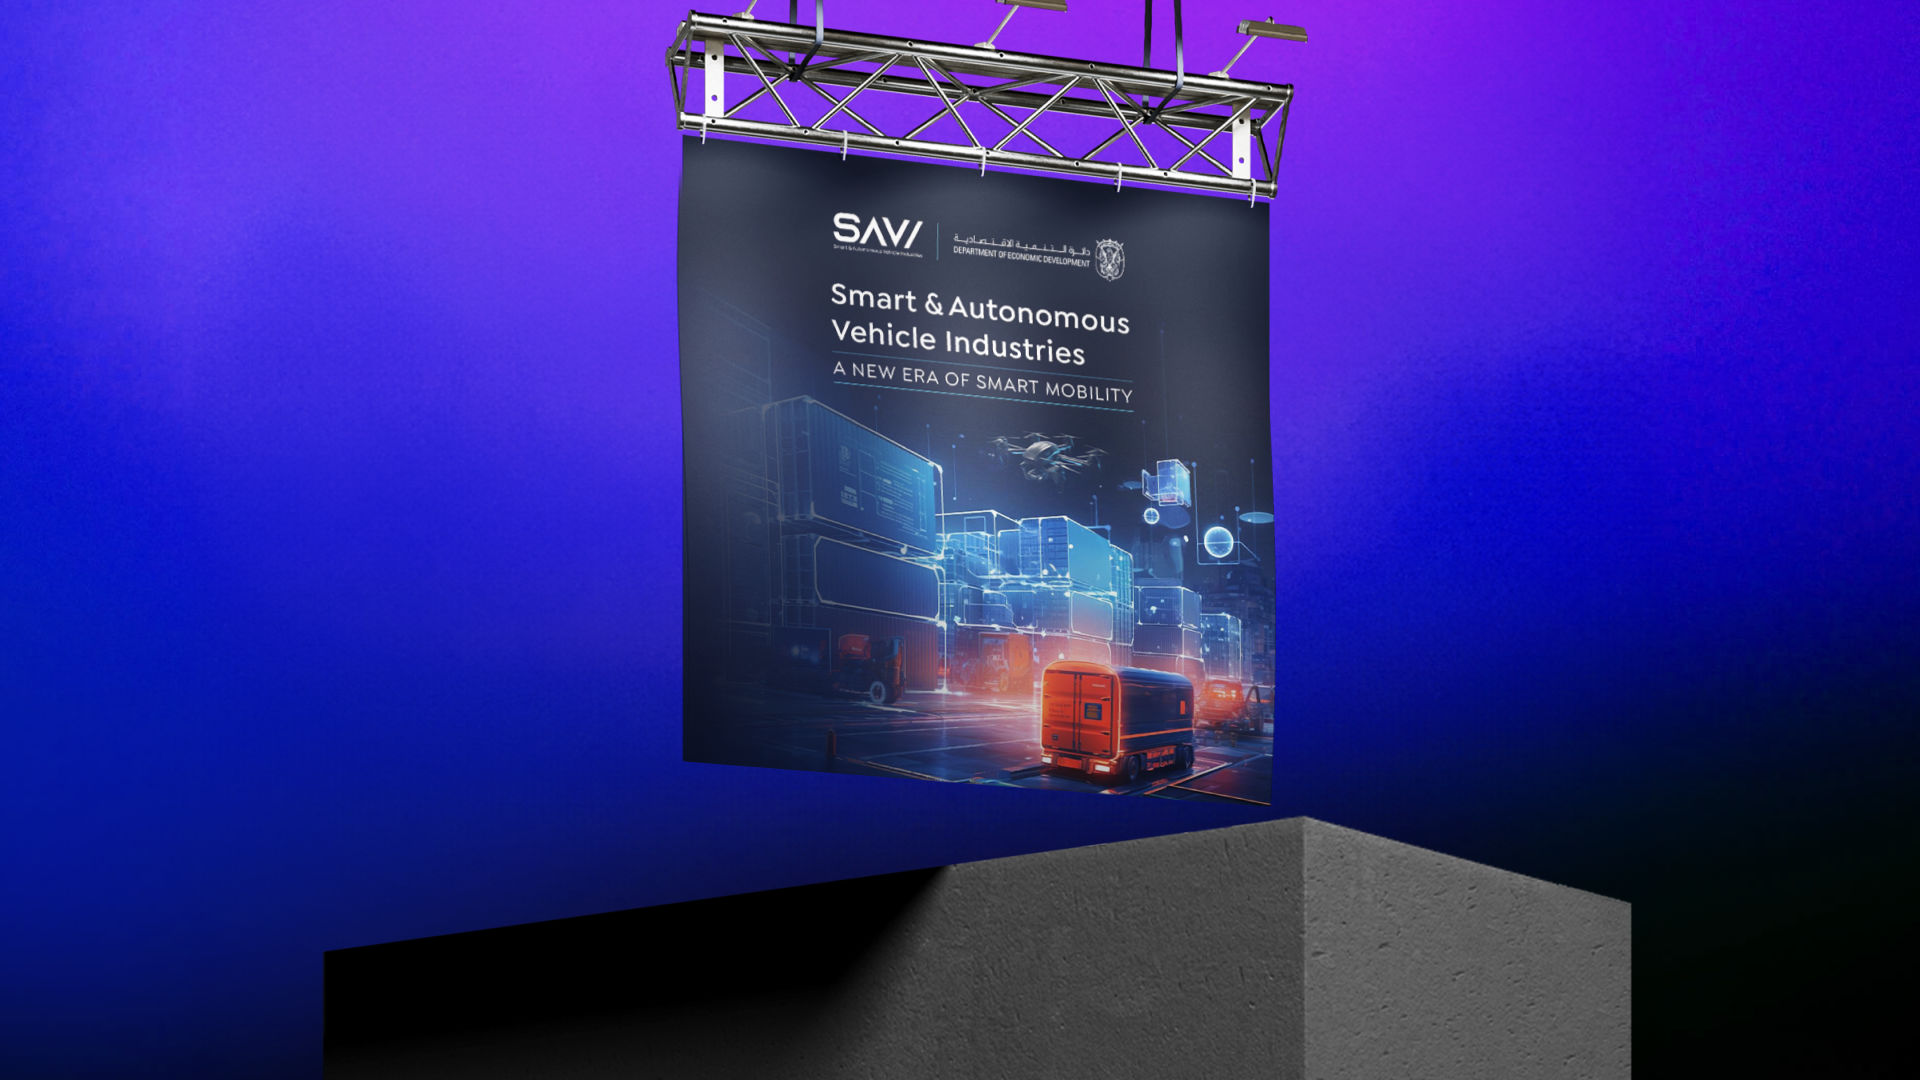 SAVI
Smart & Autonomous Vehicle Industries
دائرة التنمية الاقتصادية
DEPARTMENT OF ECONOMIC DEVELOPMENT
Smart & Autonomous
Vehicle Industries
A NEW ERA OF SMART MOBILITY